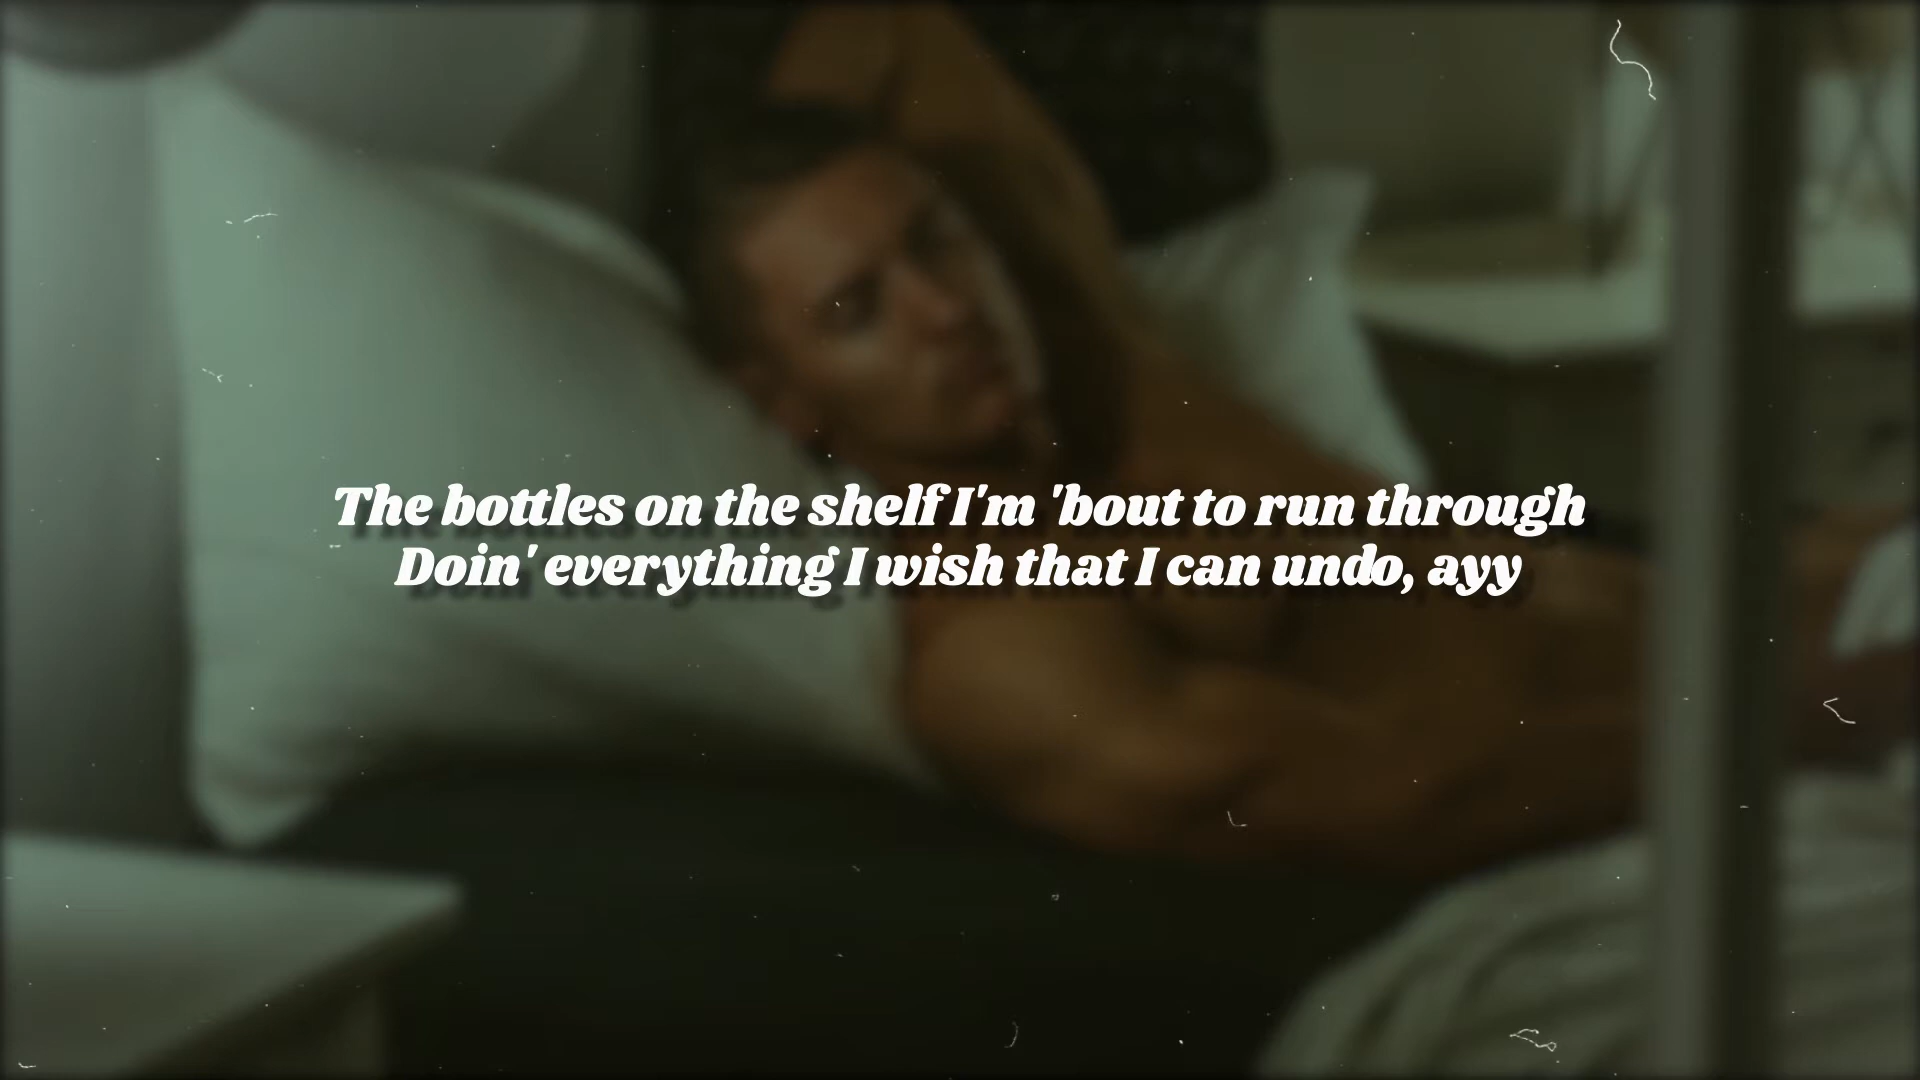 The bottles on the shelf I'm 'bout to run through
Doin' everything I wish that I can undo, ayy